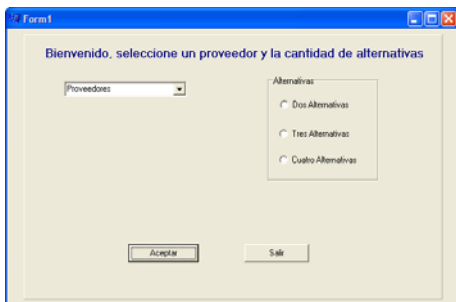 Form1
Bienvenido, seleccione un proveedor y la cantidad de alternativas
Proveedores
Alternativas
Dos Alternativas
Tres Alternativas
Cuatro Alternativas
Aceptar
Salir